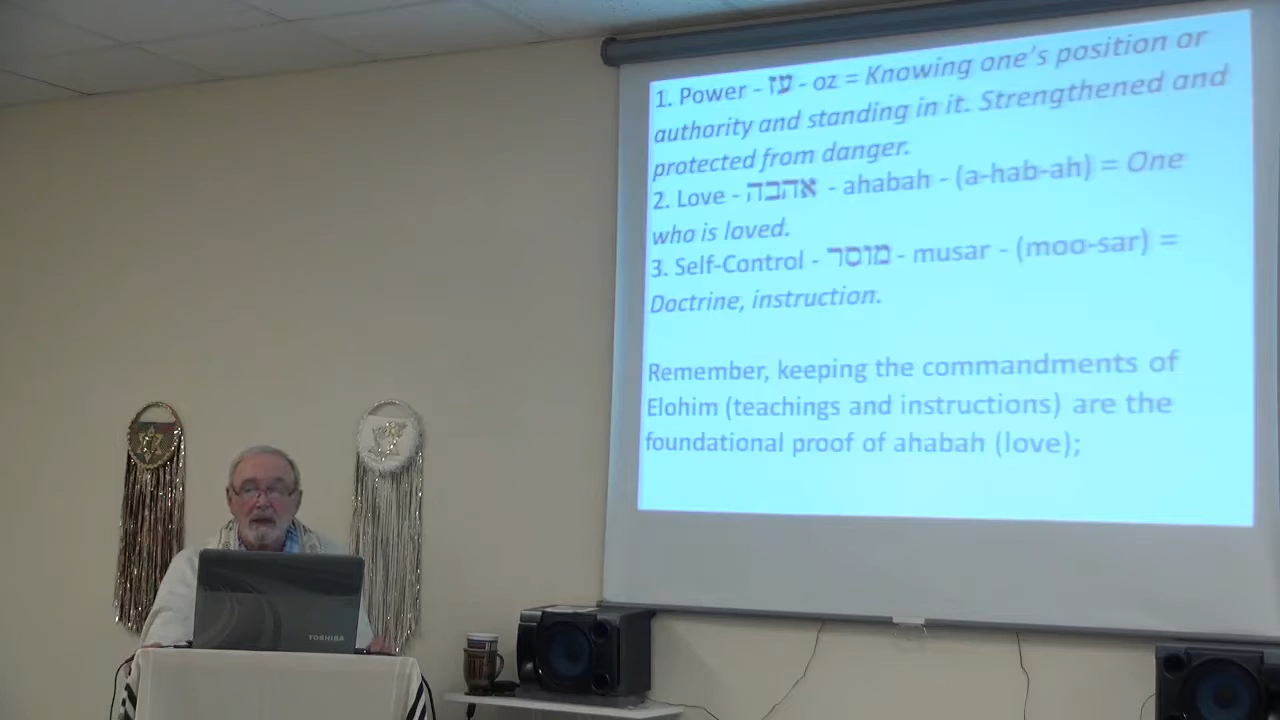 1. Power - עז - oz = Knowing one's position or
authority and standing in it. Strengthened and
protected from danger.
2. Love - אהבה - ahabah - (a-hab-ah) = One
who is loved.
3. Self-Control - מוסר - musar - (moo-sar) =
Doctrine, instruction.
Remember, keeping the commandments of
Elohim (teachings and instructions) are the
foundational proof of ahabah (love);
TOSHIBA